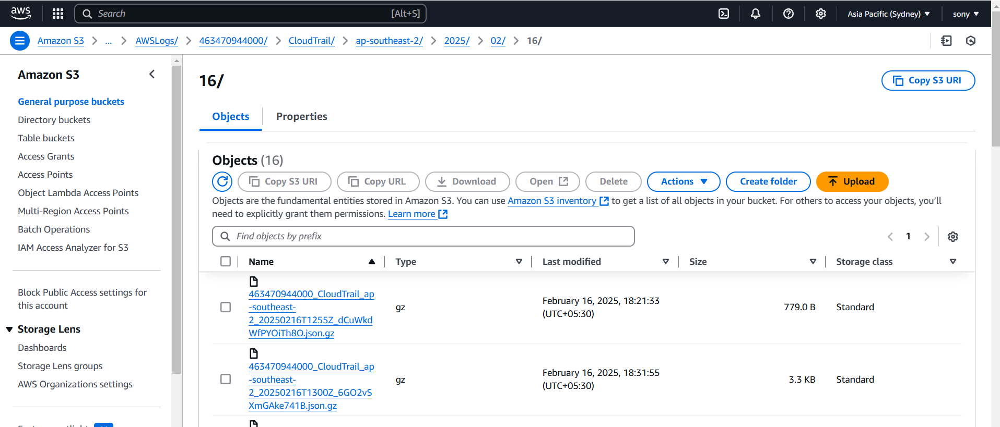 aws
Search [Alt+S]
Asia Pacific (Sydney)
sony
Amazon S3 > ... > AWSLogs/ > 463470944000/ > CloudTrail/ > ap-southeast-2/ > 2025/ > 02/ > 16/
Amazon S3
General purpose buckets
Directory buckets
Table buckets
Access Grants
Access Points
Object Lambda Access Points
Multi-Region Access Points
Batch Operations
IAM Access Analyzer for S3
Block Public Access settings for
this account
Storage Lens
Dashboards
Storage Lens groups
AWS Organizations settings
16/
Copy S3 URI
Objects
Properties
Objects (16)
Copy S3 URI
Copy URL
Download
Open
Delete
Actions
Create folder
Upload
Objects are the fundamental entities stored in Amazon S3. You can use Amazon S3 inventory to get a list of all objects in your bucket. For others to access your objects, you'll
need to explicitly grant them permissions. Learn more
Find objects by prefix
1
Name
Type
Last modified
Size
Storage class
463470944000_CloudTrail_ap
-southeast-
2_20250216T1255Z_dCuWkd
WfPYOiTh8O.json.gz
gz
February 16, 2025, 18:21:33
(UTC+05:30)
779.0 B
Standard
463470944000_CloudTrail_ap
-southeast-
2_20250216T1300Z_6GO2vS
XmGAke741B.json.gz
gz
February 16, 2025, 18:31:55
(UTC+05:30)
3.3 KB
Standard